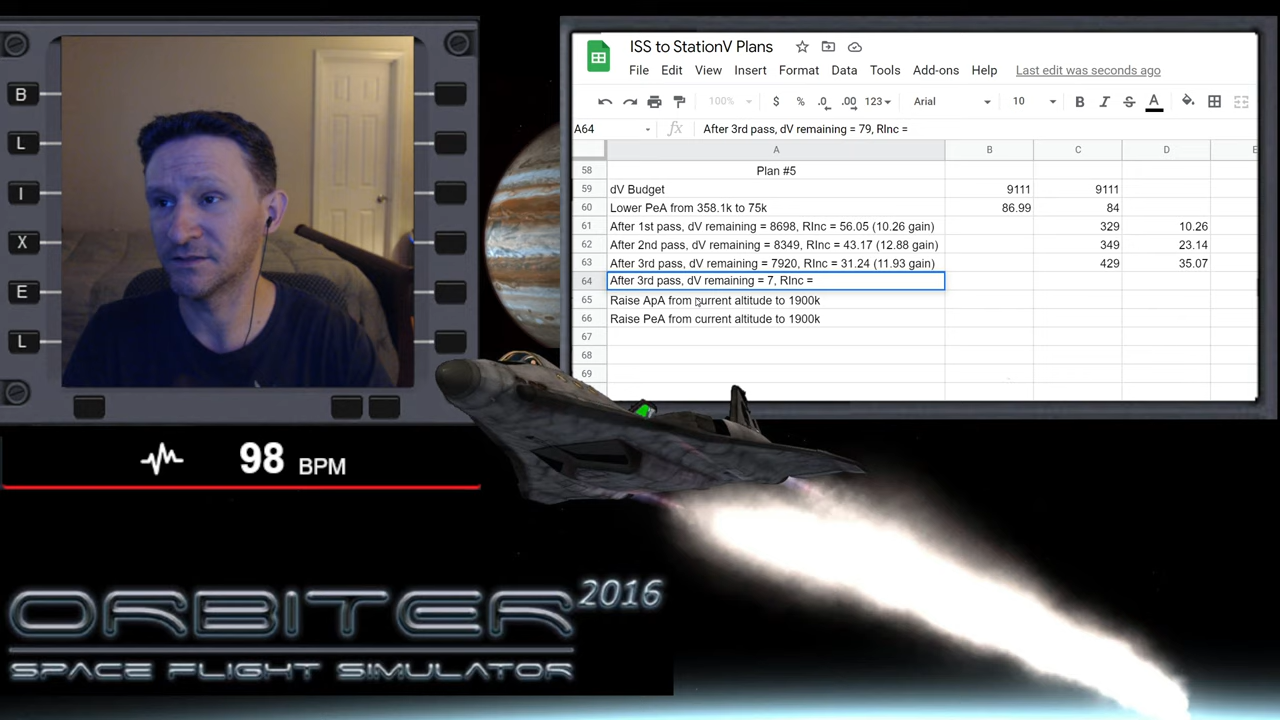 B
L
I
X
E
L
98 BPM
ORBITER 2016
SPACE FLIGHT SIMULATOR
ISS to StationV Plans
File Edit View Insert Format Data Tools Add-ons Help Last edit was seconds ago
100% $ % .0 .00 123 Arial 10 B I S A
A64 fx After 3rd pass, dV remaining = 79, RInc =
A B C D E
58 Plan #5
59 dV Budget 9111 9111
60 Lower PeA from 358.1k to 75k 86.99 84
61 After 1st pass, dV remaining = 8698, RInc = 56.05 (10.26 gain) 329 10.26
62 After 2nd pass, dV remaining = 8349, RInc = 43.17 (12.88 gain) 349 23.14
63 After 3rd pass, dV remaining = 7920, RInc = 31.24 (11.93 gain) 429 35.07
64 After 3rd pass, dV remaining = 7, RInc =
65 Raise ApA from current altitude to 1900k
66 Raise PeA from current altitude to 1900k
67
68
69